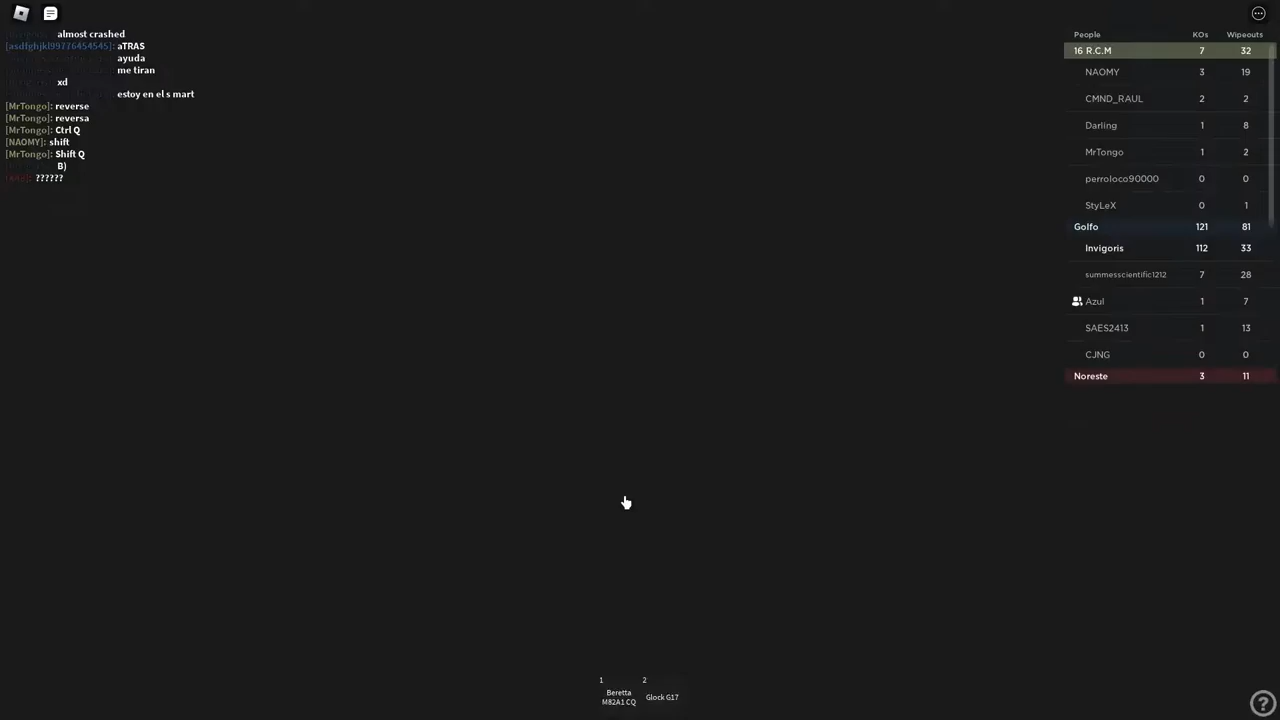 almost crashed
[asdfghjkl99776454545]: aTRAS
ayuda
me tiran
xd
estoy en el s mart
[MrTongo]: reverse
[MrTongo]: reversa
[MrTongo]: Ctrl Q
[NAOMY]: shift
[MrTongo]: Shift Q
B)
??????
People KOs Wipeouts
16 R.C.M 7 32
NAOMY 3 19
CMND_RAUL 2 2
Darling 1 8
MrTongo 1 2
perroloco90000 0 0
StyLeX 0 1
Golfo 121 81
Invigoris 112 33
summesscientific1212 7 28
Azul 1 7
SAES2413 1 13
CJNG 0 0
Noreste 3 11
1 2
Beretta
M82A1 CQ
Glock G17